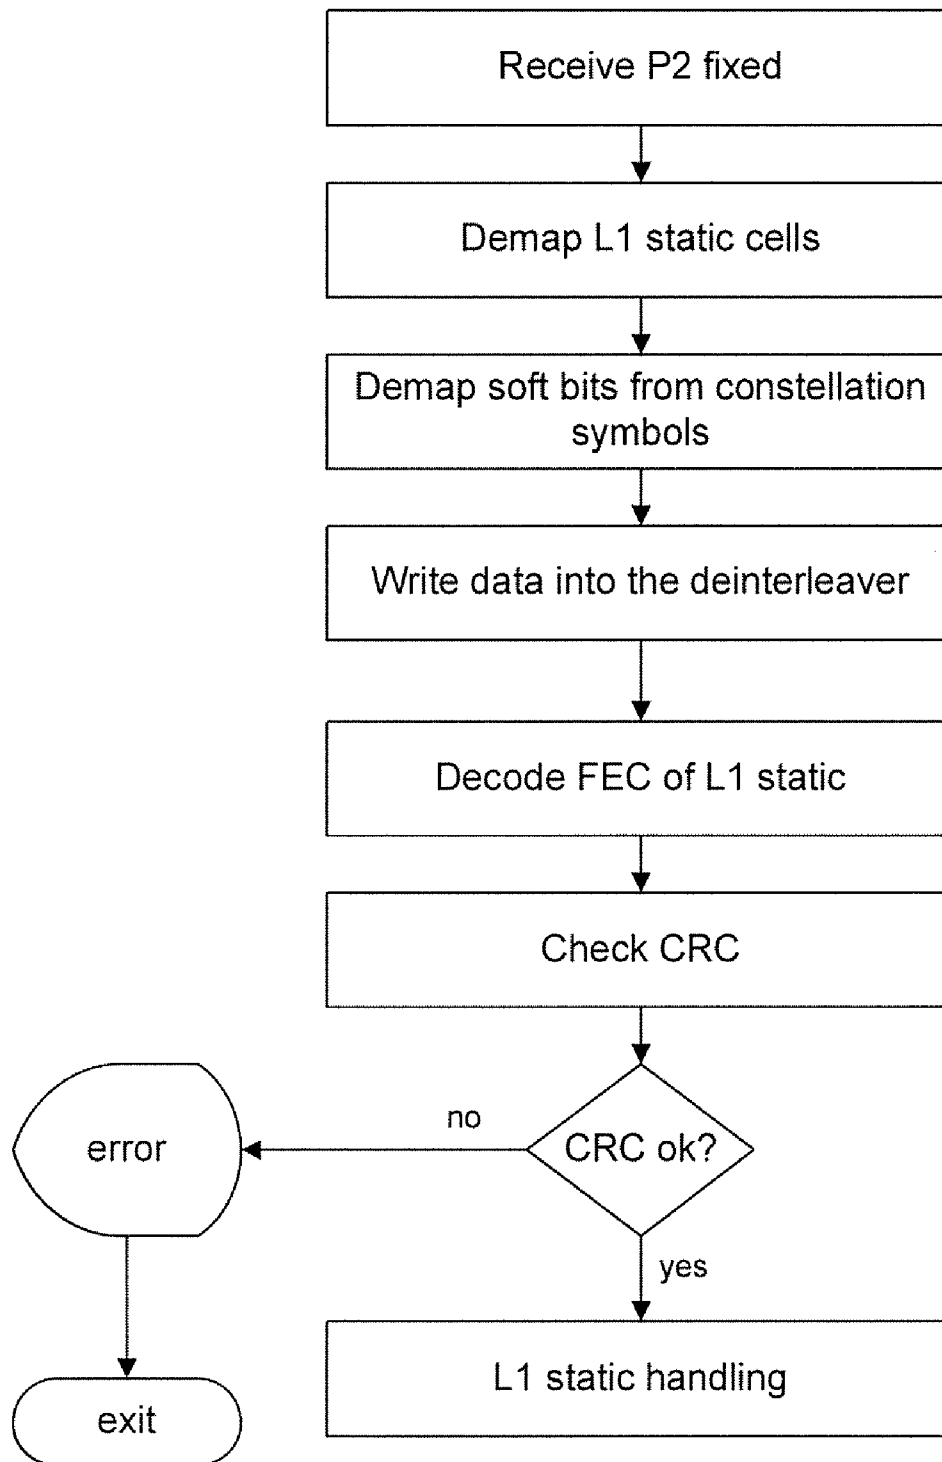 Receive P2 fixed
Demap L1 static cells
Demap soft bits from constellation
symbols
Write data into the deinterleaver
Decode FEC of L1 static
Check CRC
no
error
CRC ok?
yes
L1 static handling
exit